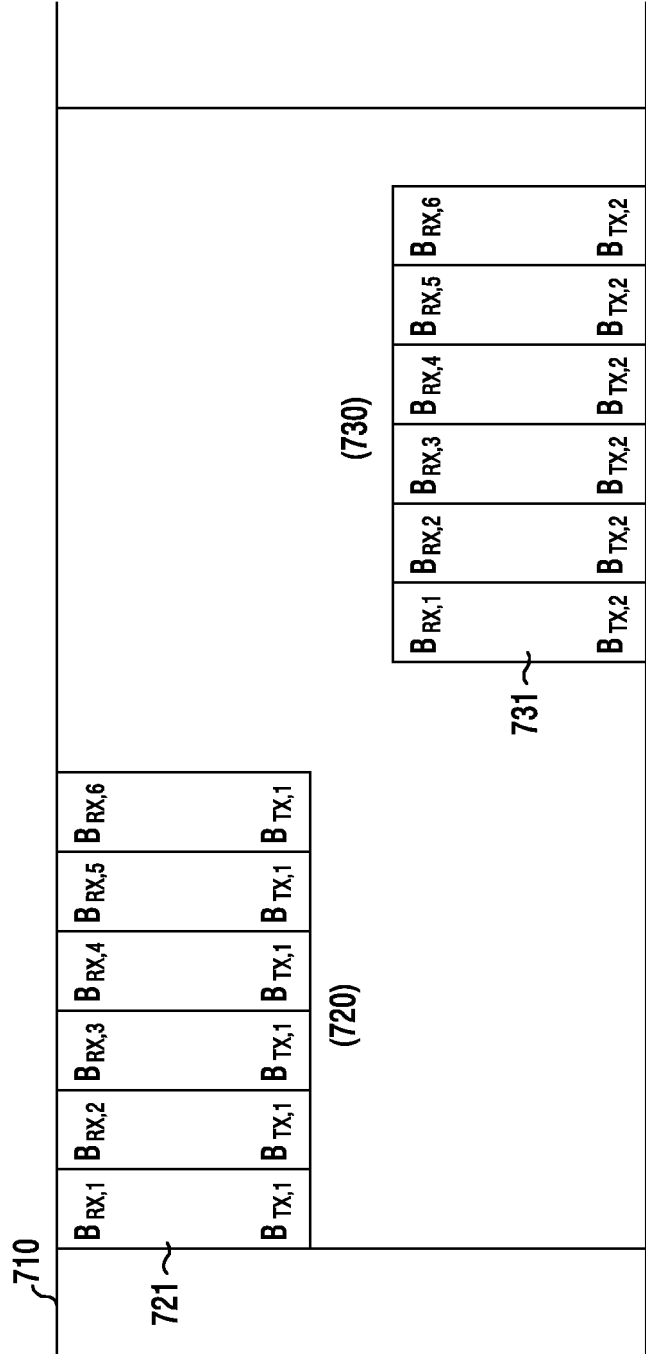 710
B RX,1 B RX,2 B RX,3 B RX,4 B RX,5 B RX,6
721
B TX,1 B TX,1 B TX,1 B TX,1 B TX,1 B TX,1
(720)
(730)
B RX,1 B RX,2 B RX,3 B RX,4 B RX,5 B RX,6
731
B TX,2 B TX,2 B TX,2 B TX,2 B TX,2 B TX,2